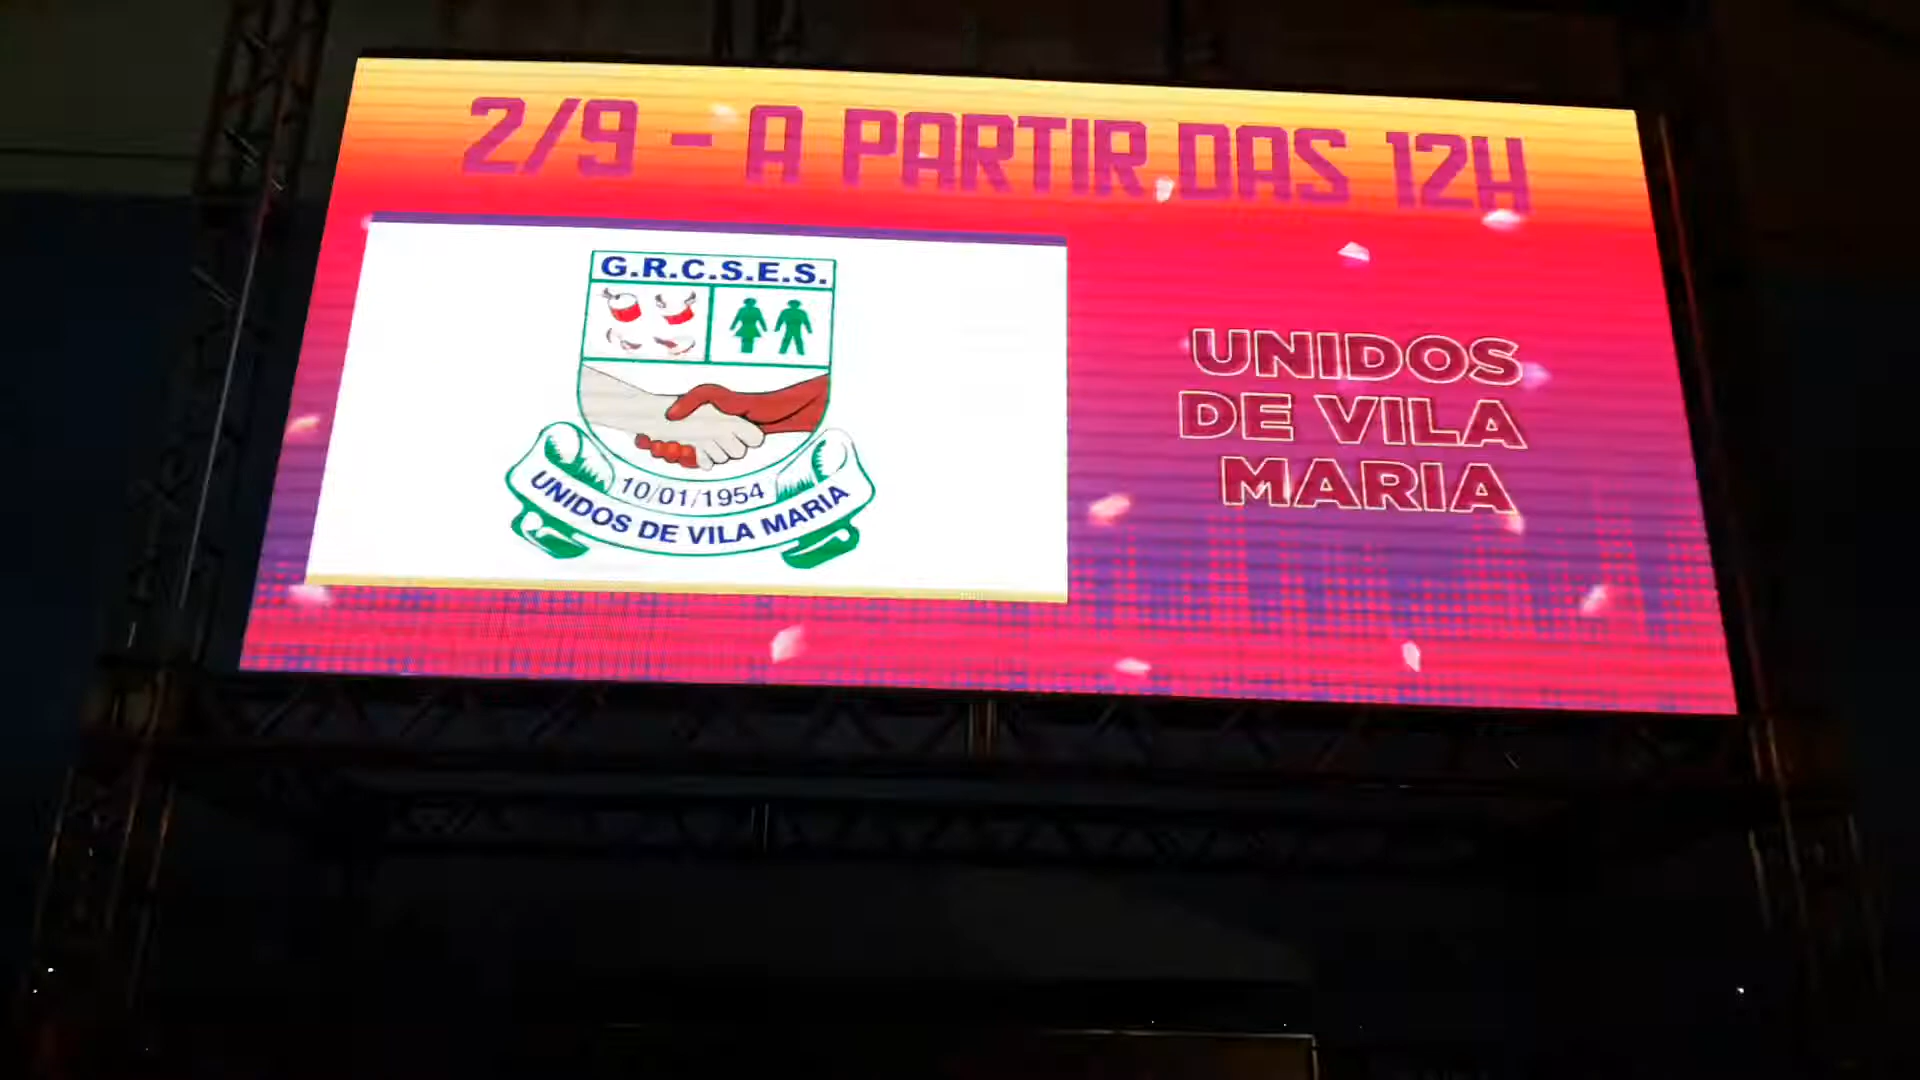 2/9 - A PARTIR DAS 12H
G.R.C.S.E.S.
10/01/1954
UNIDOS DE VILA MARIA
UNIDOS
DE VILA
MARIA